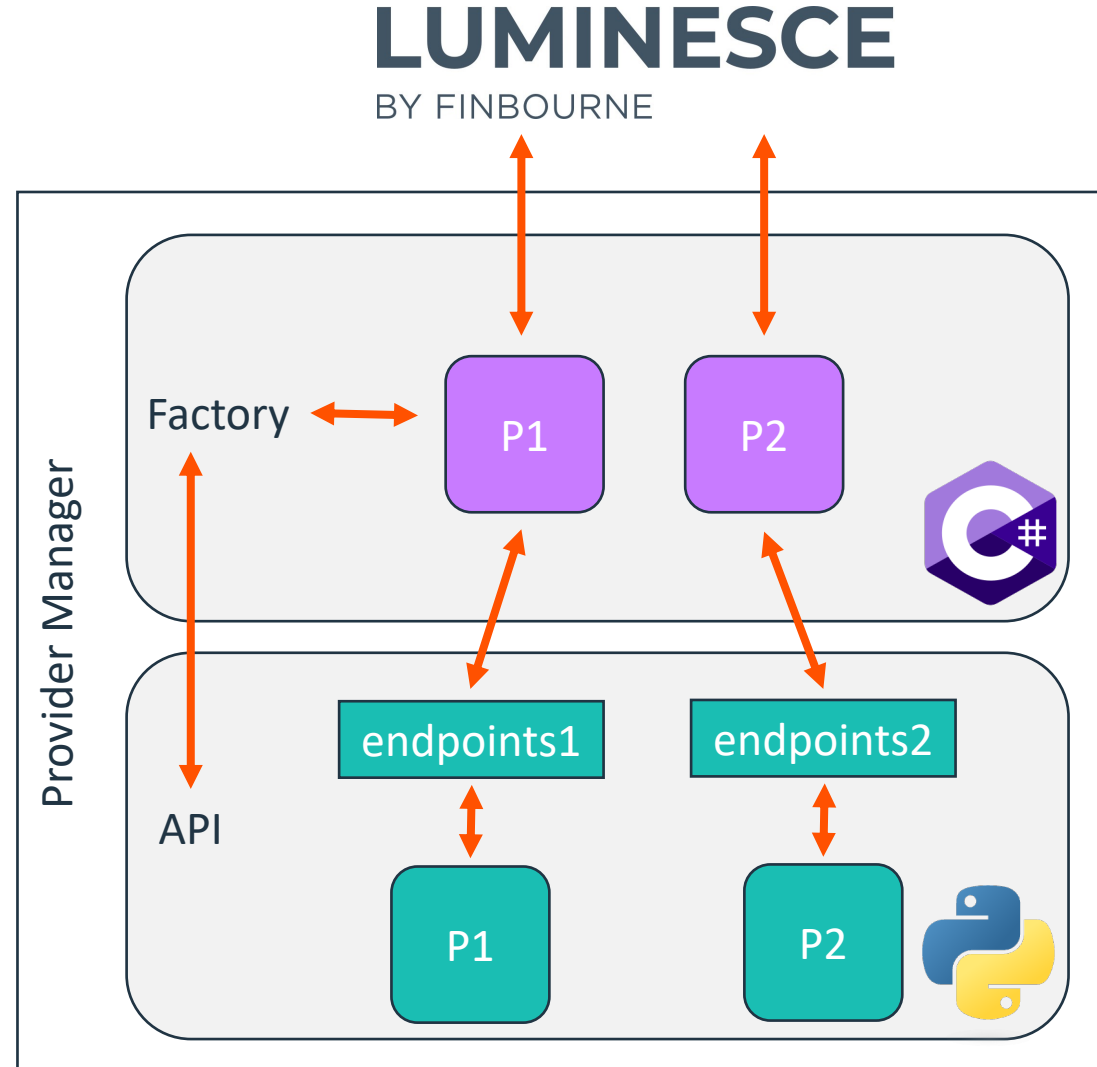 LUMINESCE
BY FINBOURNE
Provider Manager
Factory
P1
P2
C#
endpoints1
endpoints2
API
P1
P2